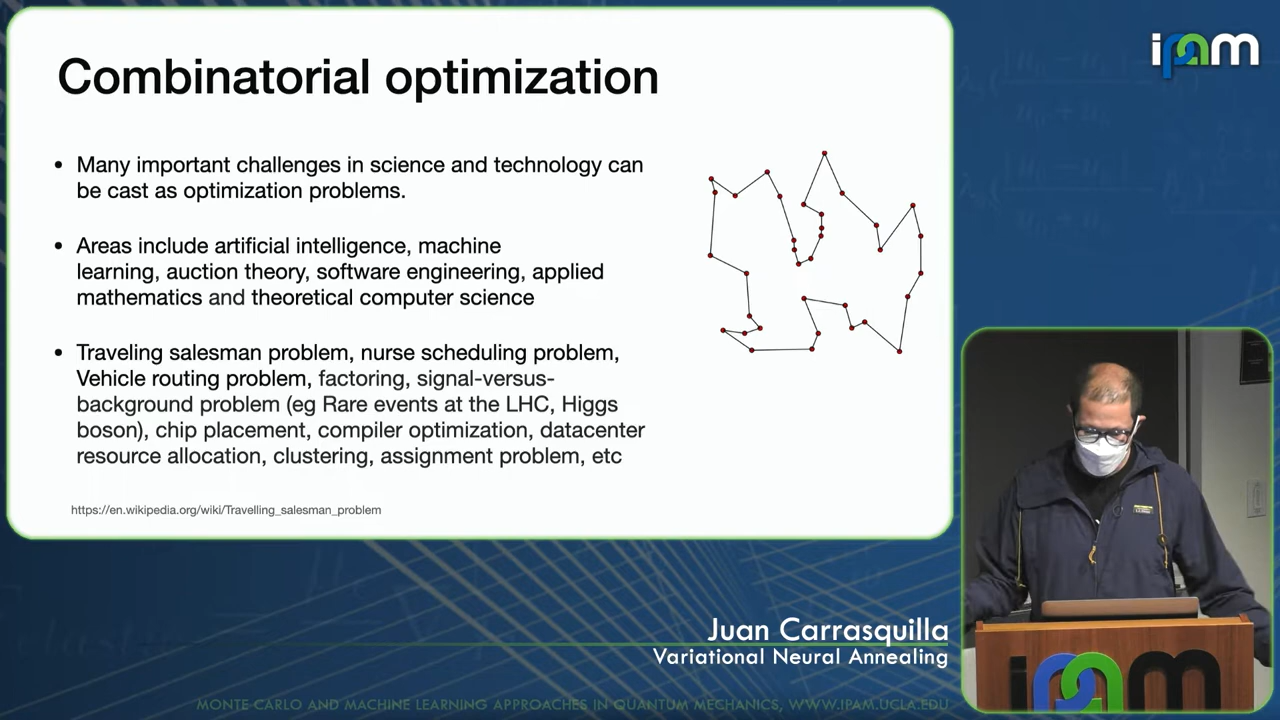 Combinatorial optimization
• Many important challenges in science and technology can
be cast as optimization problems.
• Areas include artificial intelligence, machine
learning, auction theory, software engineering, applied
mathematics and theoretical computer science
• Traveling salesman problem, nurse scheduling problem,
Vehicle routing problem, factoring, signal-versus-
background problem (eg Rare events at the LHC, Higgs
boson), chip placement, compiler optimization, datacenter
resource allocation, clustering, assignment problem, etc
https://en.wikipedia.org/wiki/Travelling_salesman_problem
ipam
Juan Carrasquilla
Variational Neural Annealing
ipam
MONTE CARLO AND MACHINE LEARNING APPROACHES IN QUANTUM MECHANICS, WWW.IPAM.UCLA.EDU